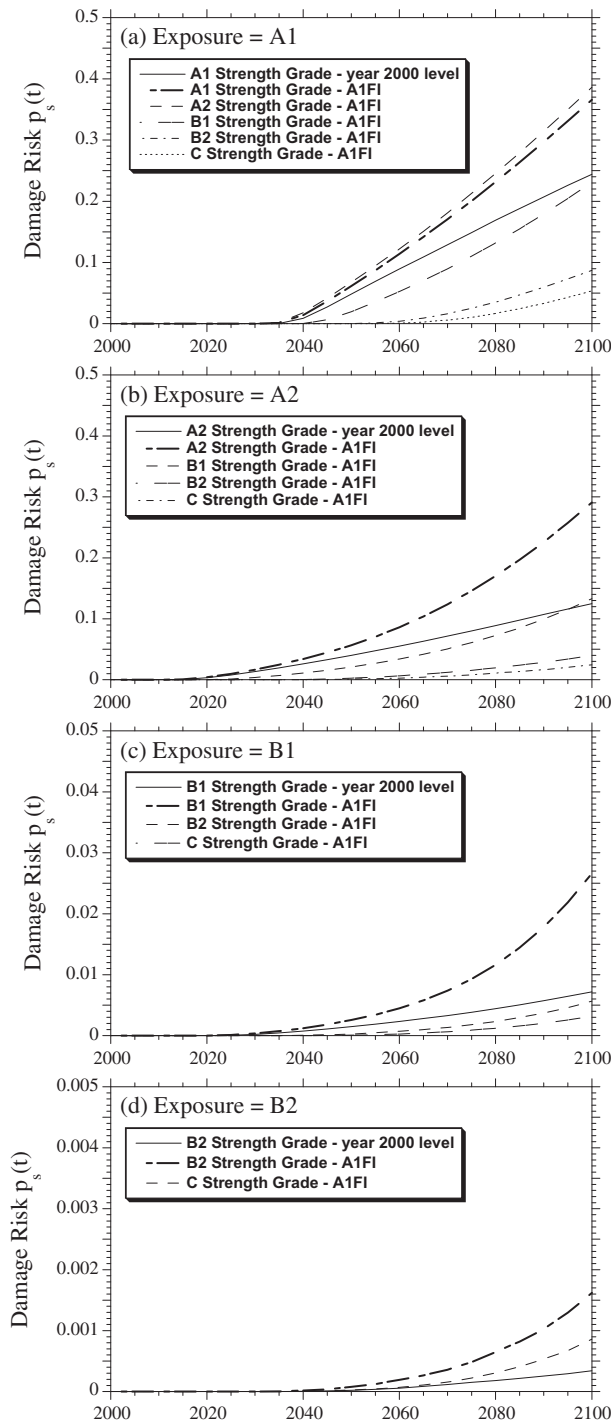 (a) Exposure = A1
A1 Strength Grade - year 2000 level
A1 Strength Grade - A1FI
A2 Strength Grade - A1FI
B1 Strength Grade - A1FI
B2 Strength Grade - A1FI
C Strength Grade - A1FI
Damage Risk p_s(t)
0.5
0.4
0.3
0.2
0.1
0
2000 2020 2040 2060 2080 2100
(b) Exposure = A2
A2 Strength Grade - year 2000 level
A2 Strength Grade - A1FI
B1 Strength Grade - A1FI
B2 Strength Grade - A1FI
C Strength Grade - A1FI
Damage Risk p_s(t)
0.5
0.4
0.3
0.2
0.1
0
2000 2020 2040 2060 2080 2100
(c) Exposure = B1
B1 Strength Grade - year 2000 level
B1 Strength Grade - A1FI
B2 Strength Grade - A1FI
C Strength Grade - A1FI
Damage Risk p_s(t)
0.05
0.04
0.03
0.02
0.01
0
2000 2020 2040 2060 2080 2100
(d) Exposure = B2
B2 Strength Grade - year 2000 level
B2 Strength Grade - A1FI
C Strength Grade - A1FI
Damage Risk p_s(t)
0.005
0.004
0.003
0.002
0.001
0
2000 2020 2040 2060 2080 2100